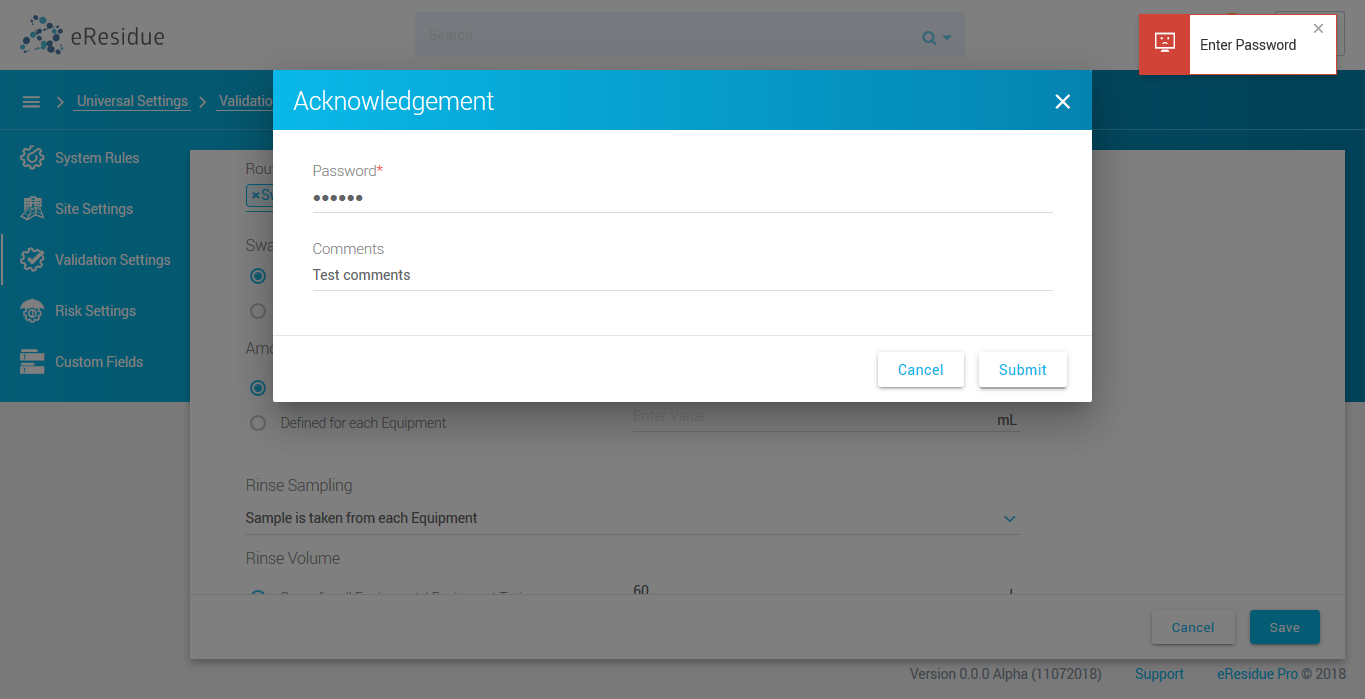 eResidue
Search
Enter Password
Universal Settings
Validatio
Acknowledgement
System Rules
Site Settings
Validation Settings
Risk Settings
Custom Fields
Rou
Password*
••••••
Swa
Comments
Test comments
Amo
Cancel
Submit
Defined for each Equipment
Enter Value
mL
Rinse Sampling
Sample is taken from each Equipment
Rinse Volume
60
Cancel
Save
Version 0.0.0 Alpha (11072018)
Support
eResidue Pro © 2018